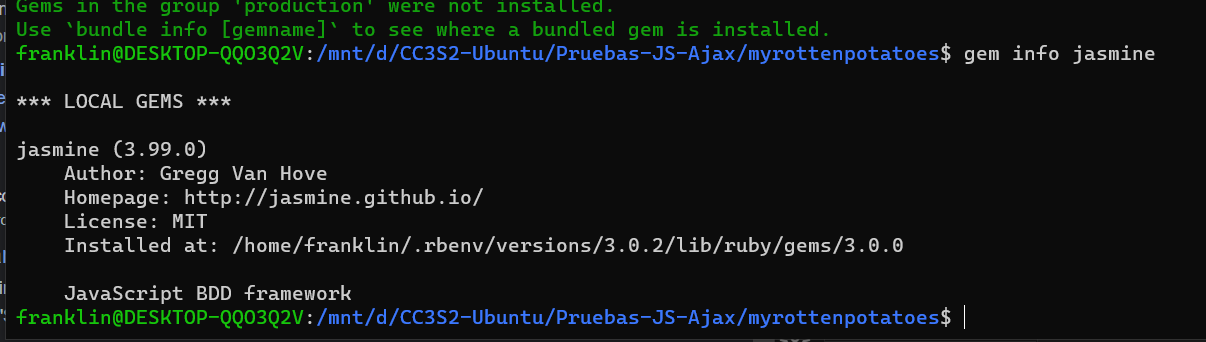 Gems in the group 'production' were not installed.
Use `bundle info [gemname]` to see where a bundled gem is installed.
franklin@DESKTOP-QQO3Q2V:/mnt/d/CC3S2-Ubuntu/Pruebas-JS-Ajax/myrottenpotatoes$ gem info jasmine
*** LOCAL GEMS ***
jasmine (3.99.0)
Author: Gregg Van Hove
Homepage: http://jasmine.github.io/
License: MIT
Installed at: /home/franklin/.rbenv/versions/3.0.2/lib/ruby/gems/3.0.0
JavaScript BDD framework
franklin@DESKTOP-QQO3Q2V:/mnt/d/CC3S2-Ubuntu/Pruebas-JS-Ajax/myrottenpotatoes$